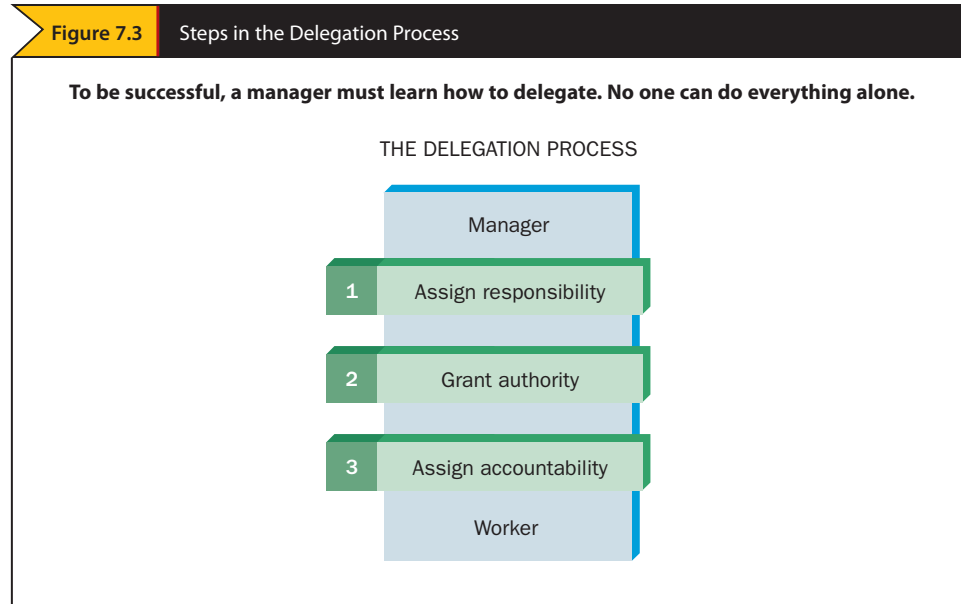 Figure 7.3 Steps in the Delegation Process
To be successful, a manager must learn how to delegate. No one can do everything alone.
THE DELEGATION PROCESS
Manager
1 Assign responsibility
2 Grant authority
3 Assign accountability
Worker